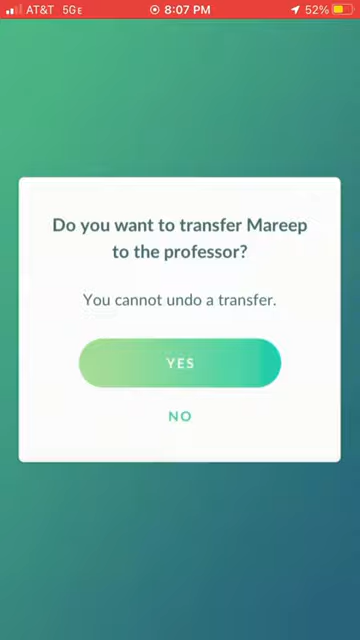 AT&T 5GE 8:07 PM 52%
Do you want to transfer Mareep
to the professor?
You cannot undo a transfer.
YES
NO